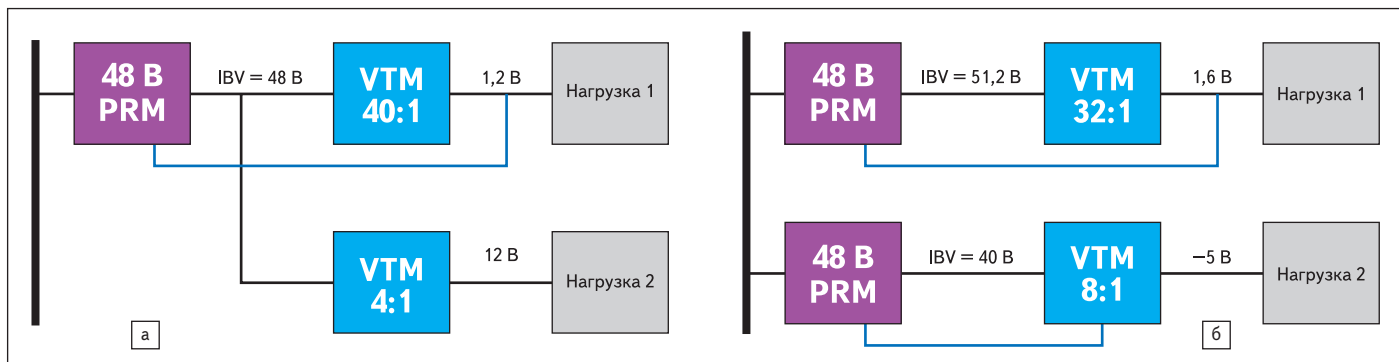 48 В
PRM
IBV = 48 В
VTM
40:1
1,2 В
Нагрузка 1
VTM
4:1
12 В
Нагрузка 2
а
48 В
PRM
IBV = 51,2 В
VTM
32:1
1,6 В
Нагрузка 1
48 В
PRM
IBV = 40 В
VTM
8:1
–5 В
Нагрузка 2
б